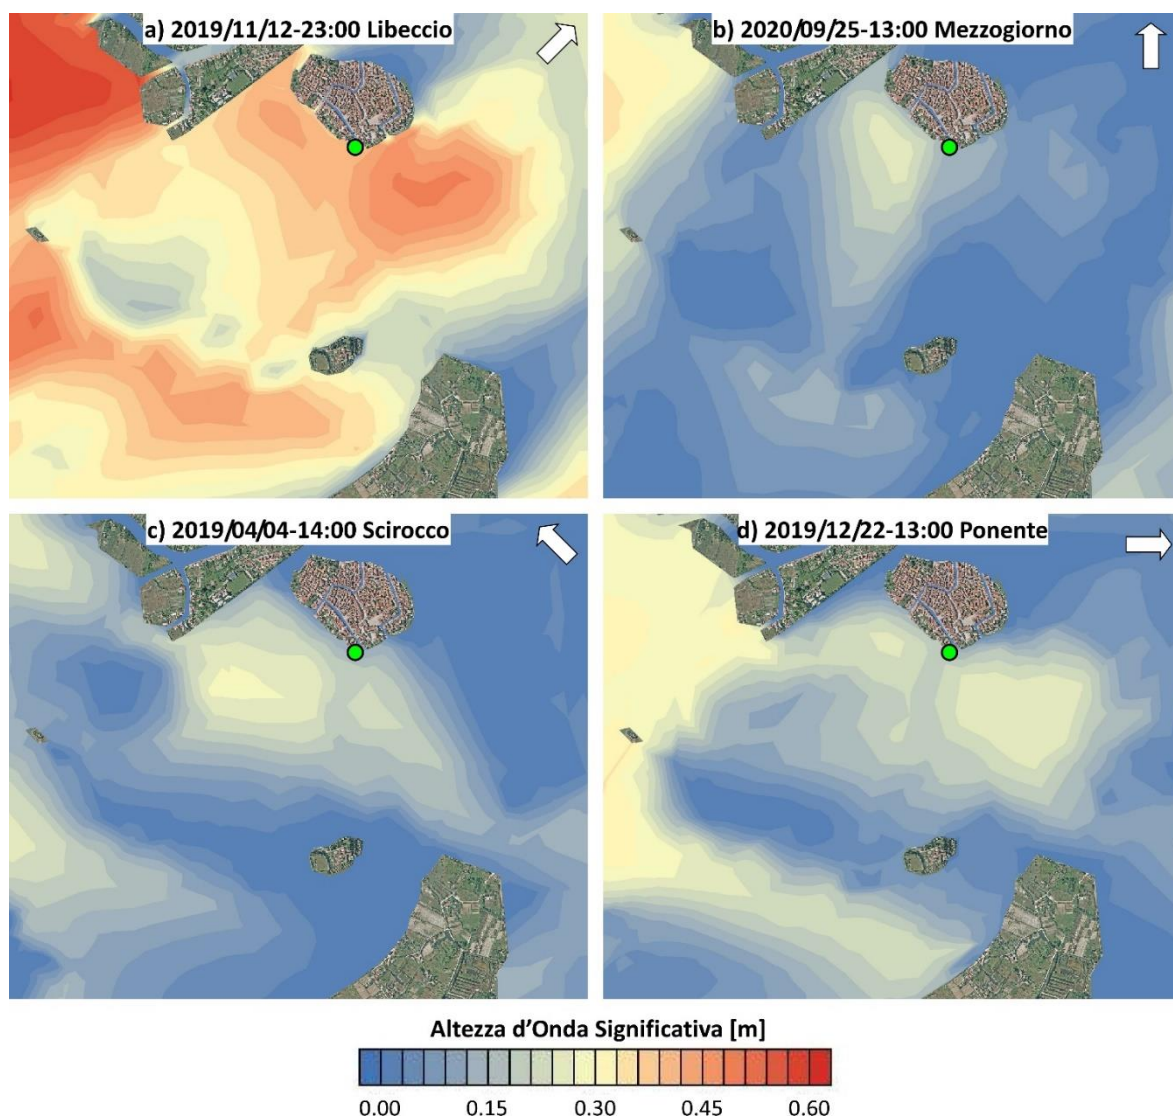 a) 2019/11/12-23:00 Libeccio
b) 2020/09/25-13:00 Mezzogiorno
c) 2019/04/04-14:00 Scirocco
d) 2019/12/22-13:00 Ponente
Altezza d'Onda Significativa [m]
0.00 0.15 0.30 0.45 0.60